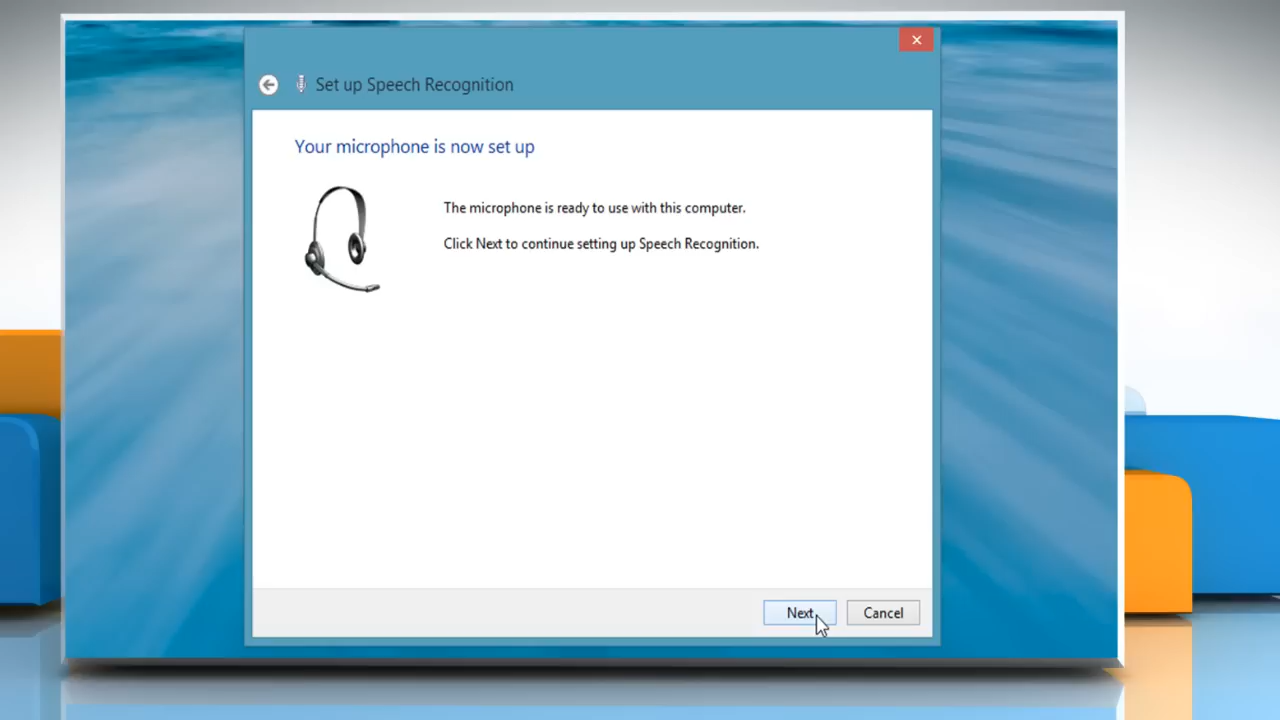 Set up Speech Recognition
Your microphone is now set up
The microphone is ready to use with this computer.
Click Next to continue setting up Speech Recognition.
Next
Cancel